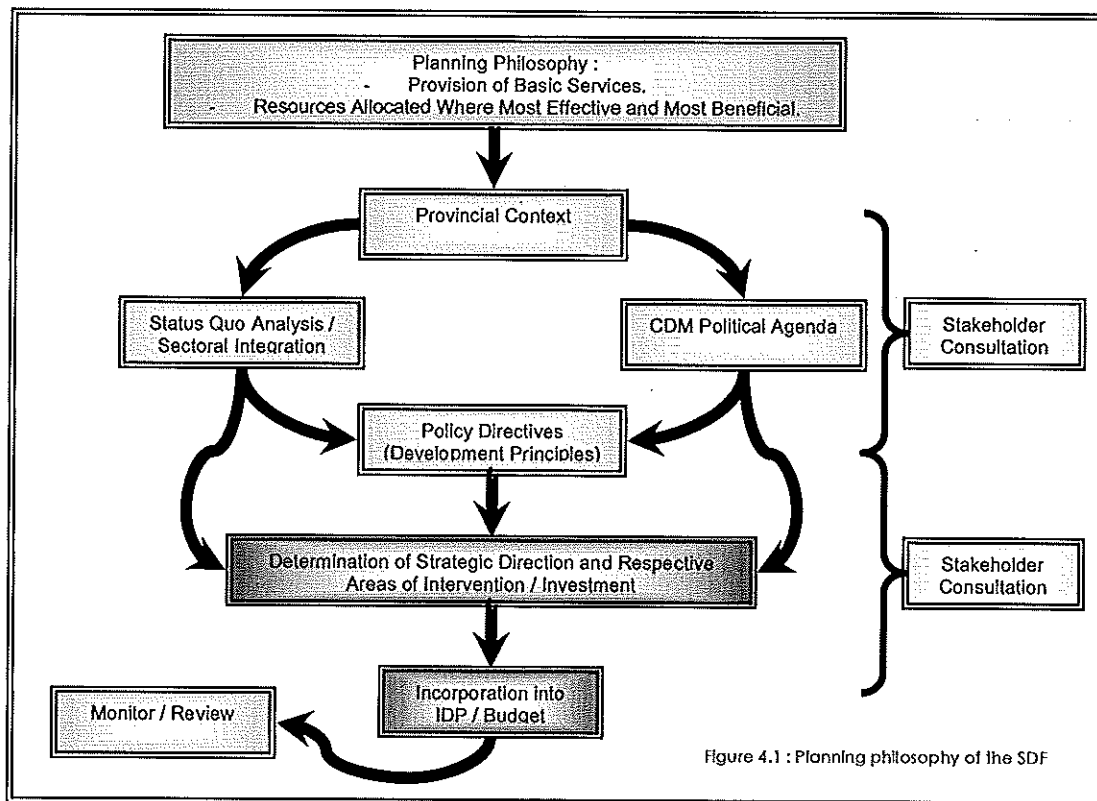 Planning Philosophy :
- Provision of Basic Services.
- Resources Allocated Where Most Effective and Most Beneficial.
Provincial Context
Status Quo Analysis /
Sectoral Integration
CDM Political Agenda
Stakeholder
Consultation
Policy Directives
(Development Principles)
Determination of Strategic Direction and Respective
Areas of Intervention / Investment
Stakeholder
Consultation
Incorporation into
IDP / Budget
Monitor / Review
Figure 4.1 : Planning philosophy of the SDF